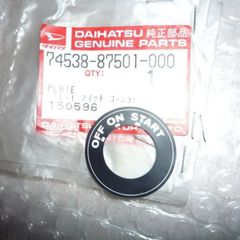 DAIHATSU 純正部品
GENUINE PARTS
74538-87501-000
QTY: 1
PLATE
150596
OFF ON START